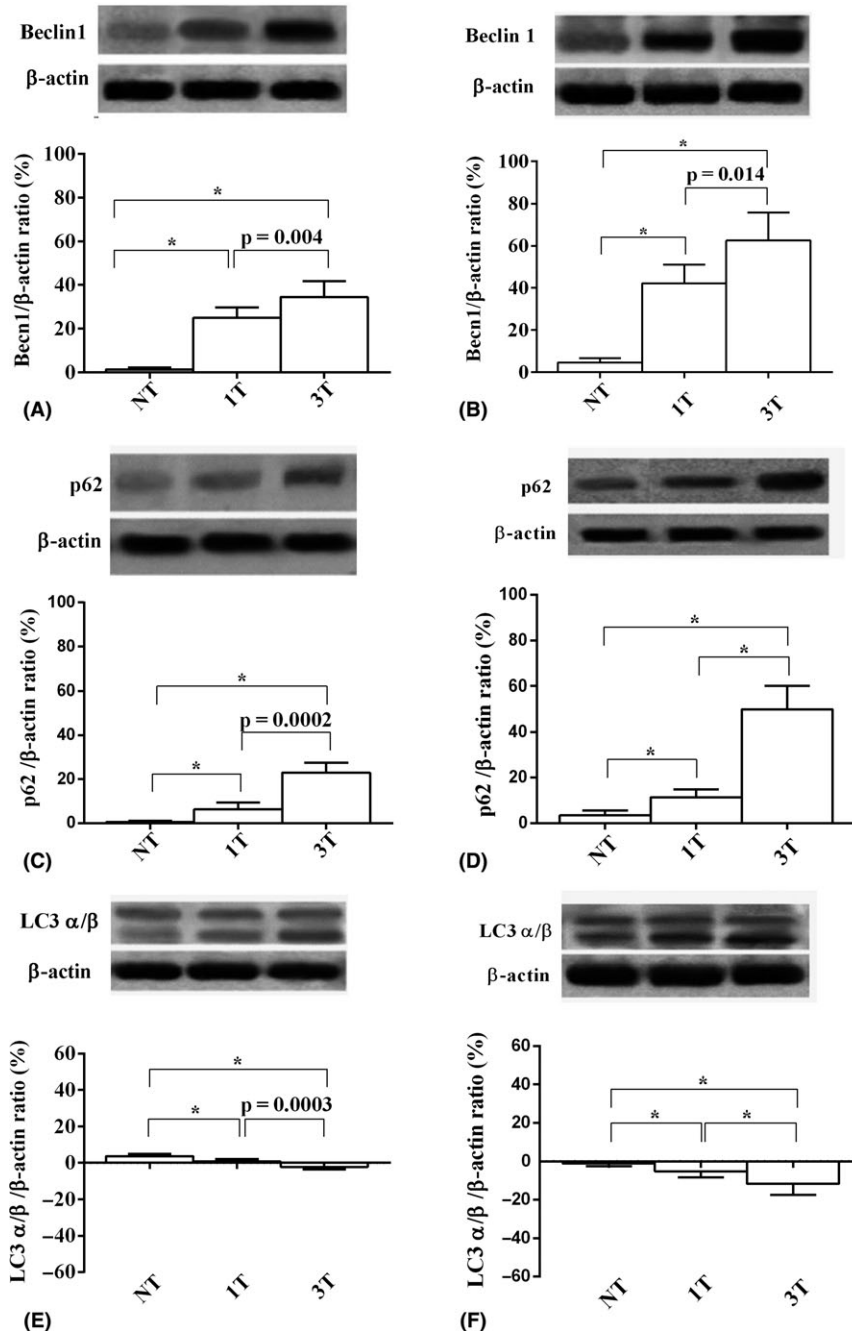 Beclin1
β-actin
100
80
60
40
20
0
Becn1/β-actin ratio (%)
*
*
p = 0.004
NT
1T
3T
(A)
Beclin 1
β-actin
100
80
60
40
20
0
Becn1/β-actin ratio (%)
*
p = 0.014
*
NT
1T
3T
(B)
p62
β-actin
100
80
60
40
20
0
p62 /β-actin ratio (%)
*
p = 0.0002
*
NT
1T
3T
(C)
p62
β-actin
100
80
60
40
20
0
p62 /β-actin ratio (%)
*
*
*
NT
1T
3T
(D)
LC3 α/β
β-actin
60
40
20
0
−20
−40
−60
LC3 α/β /β-actin ratio (%)
*
*
p = 0.0003
NT
1T
3T
(E)
LC3 α/β
β-actin
60
40
20
0
−20
−40
−60
LC3 α/β /β-actin ratio (%)
*
*
*
NT
1T
3T
(F)